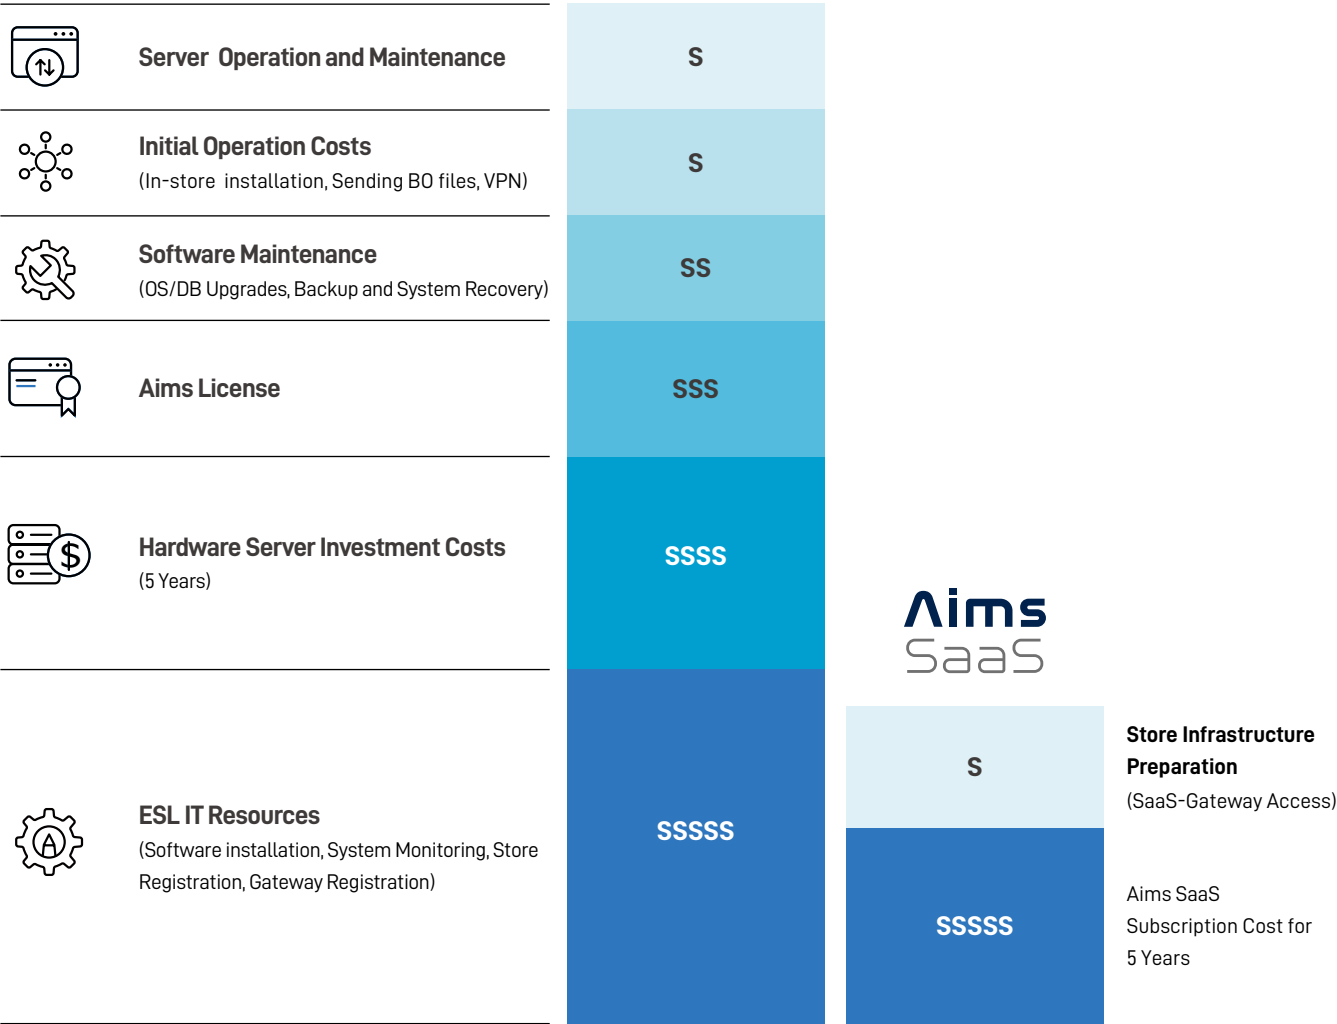 Server Operation and Maintenance
S
Initial Operation Costs
(In-store installation, Sending BO files, VPN)
S
Software Maintenance
(OS/DB Upgrades, Backup and System Recovery)
SS
Aims License
SSS
Hardware Server Investment Costs
(5 Years)
SSSS
$
ESL IT Resources
(Software installation, System Monitoring, Store
Registration, Gateway Registration)
A
SSSSS
Aims
SaaS
S
Store Infrastructure
Preparation
(SaaS-Gateway Access)
SSSSS
Aims SaaS
Subscription Cost for
5 Years